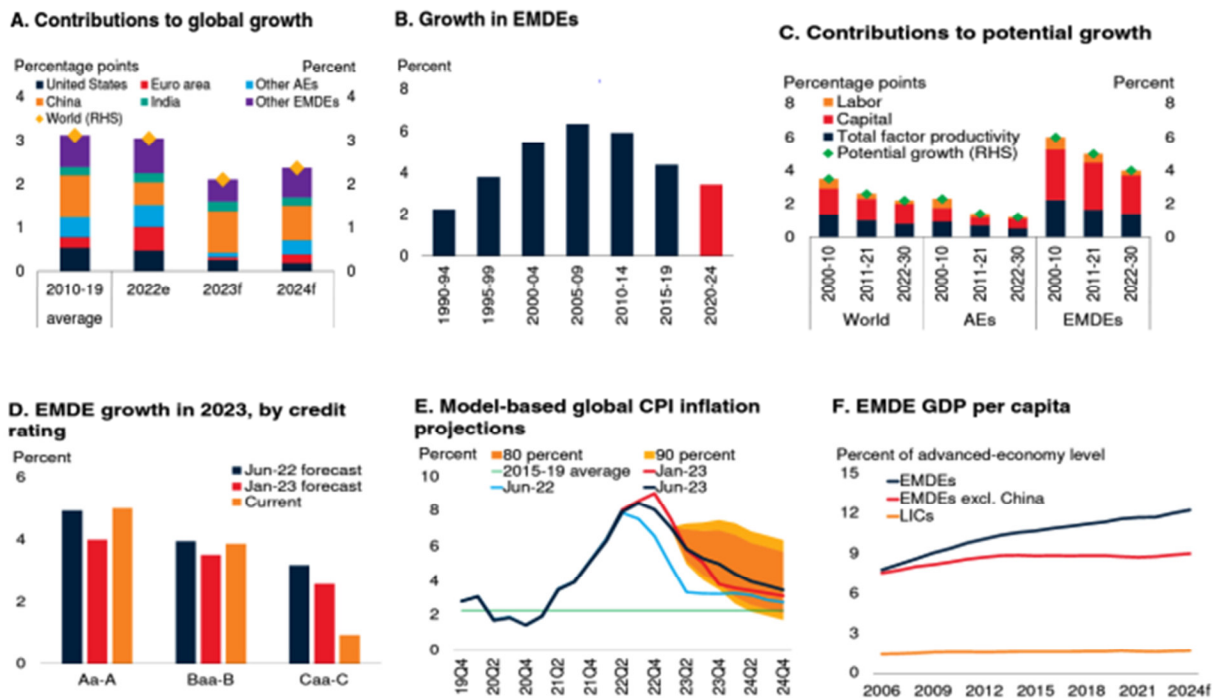 A. Contributions to global growth
Percentage points Percent
United States Euro area Other AEs
China India Other EMDEs
World (RHS)
4 4
3 3
2 2
1 1
0 0
2010-19 2022e 2023f 2024f
average
B. Growth in EMDEs
Percent
8
6
4
2
0
1990-94 1995-99 2000-04 2005-09 2010-14 2015-19 2020-24
C. Contributions to potential growth
Percentage points Percent
Labor
Capital
Total factor productivity
Potential growth (RHS)
8 8
6 6
4 4
2 2
0 0
2000-10 2011-21 2022-30 2000-10 2011-21 2022-30 2000-10 2011-21 2022-30
World AEs EMDEs
D. EMDE growth in 2023, by credit
rating
Percent
Jun-22 forecast
Jan-23 forecast
Current
6
4
2
0
Aa-A Baa-B Caa-C
E. Model-based global CPI inflation
projections
Percent 80 percent 90 percent
2015-19 average Jan-23
Jun-22 Jun-23
10
8
6
4
2
0
19Q4 20Q2 20Q4 21Q2 21Q4 22Q2 22Q4 23Q2 23Q4 24Q2 24Q4
F. EMDE GDP per capita
Percent of advanced-economy level
EMDEs
EMDEs excl. China
LICs
15
12
9
6
3
0
2006 2009 2012 2015 2018 2021 2024f